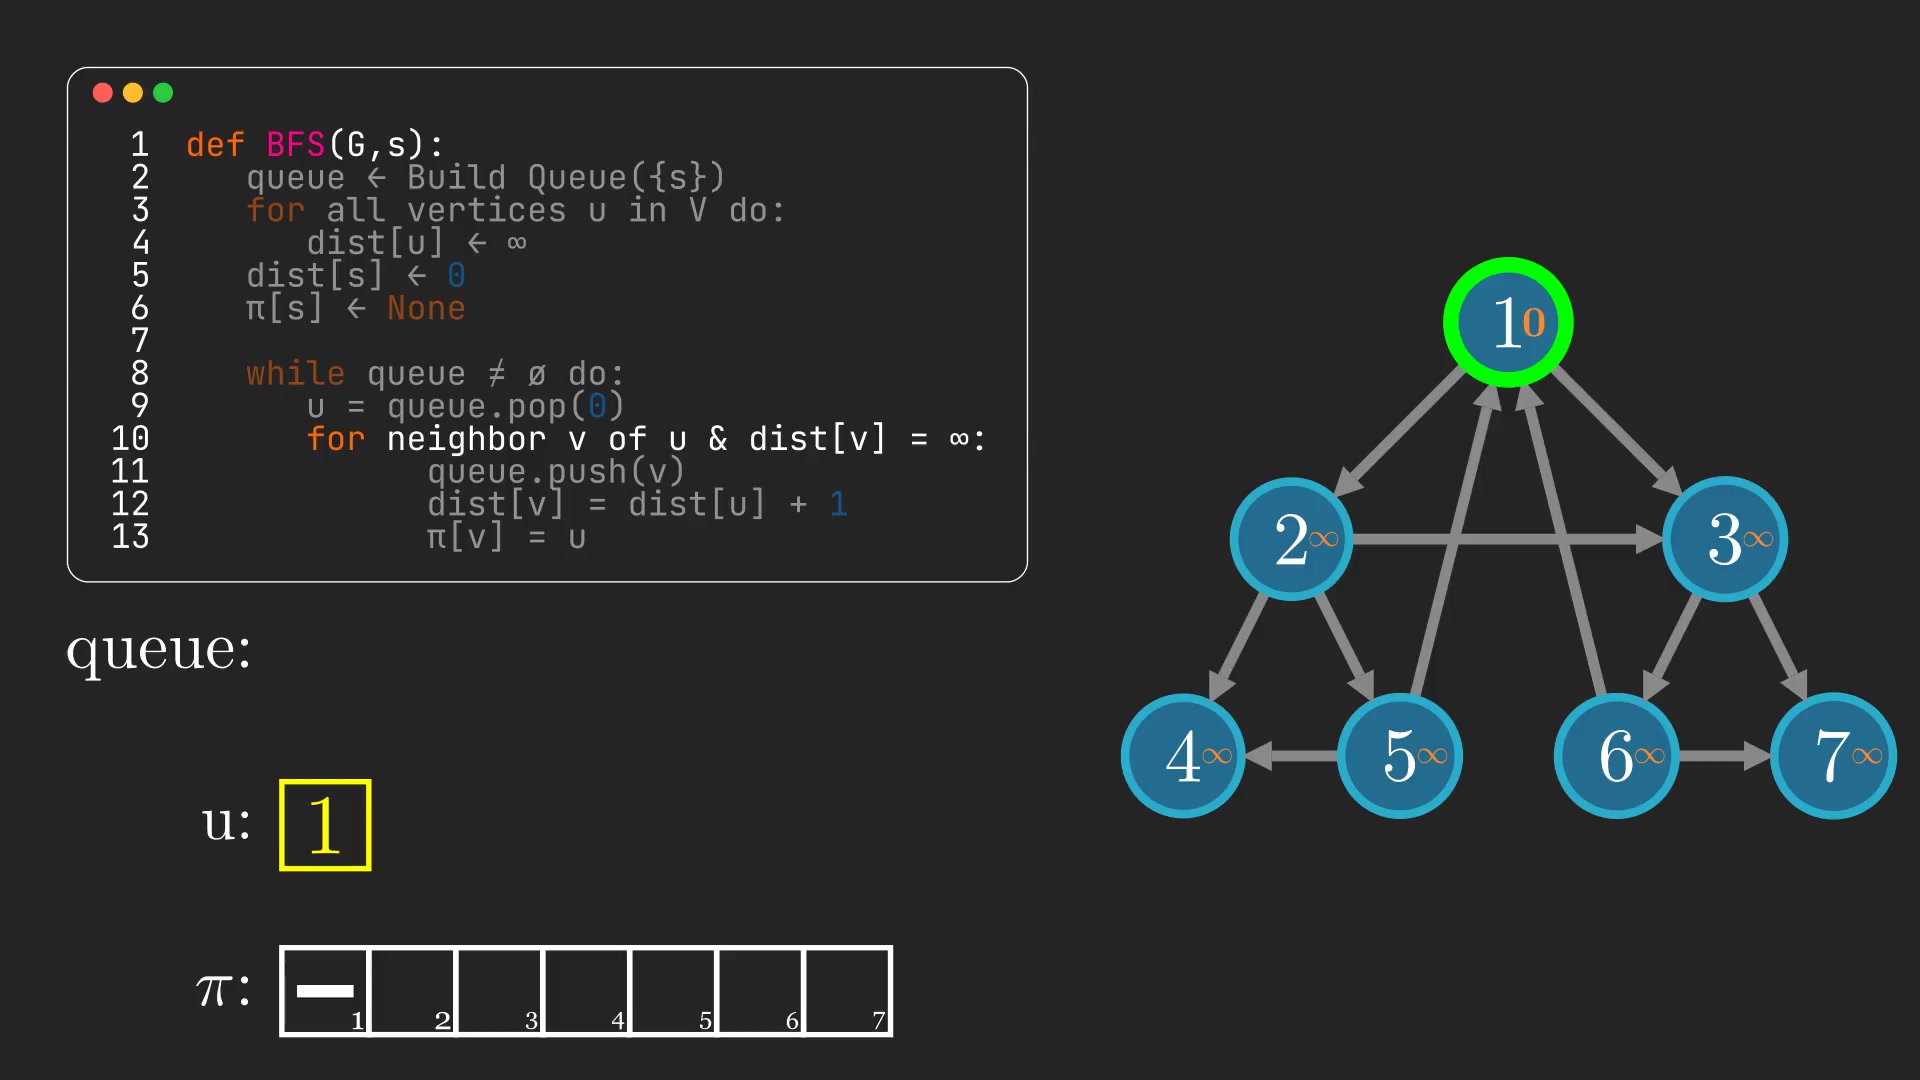 1 def BFS(G,s):
2 queue ← Build Queue({s})
3 for all vertices u in V do:
4 dist[u] ← ∞
5 dist[s] ← 0
6 π[s] ← None
7
8 while queue ≠ ø do:
9 u = queue.pop(0)
10 for neighbor v of u & dist[v] = ∞:
11 queue.push(v)
12 dist[v] = dist[u] + 1
13 π[v] = u
queue:
u: 1
π: –
1 2 3 4 5 6 7
1 0
2 ∞ 3 ∞
4 ∞ 5 ∞ 6 ∞ 7 ∞